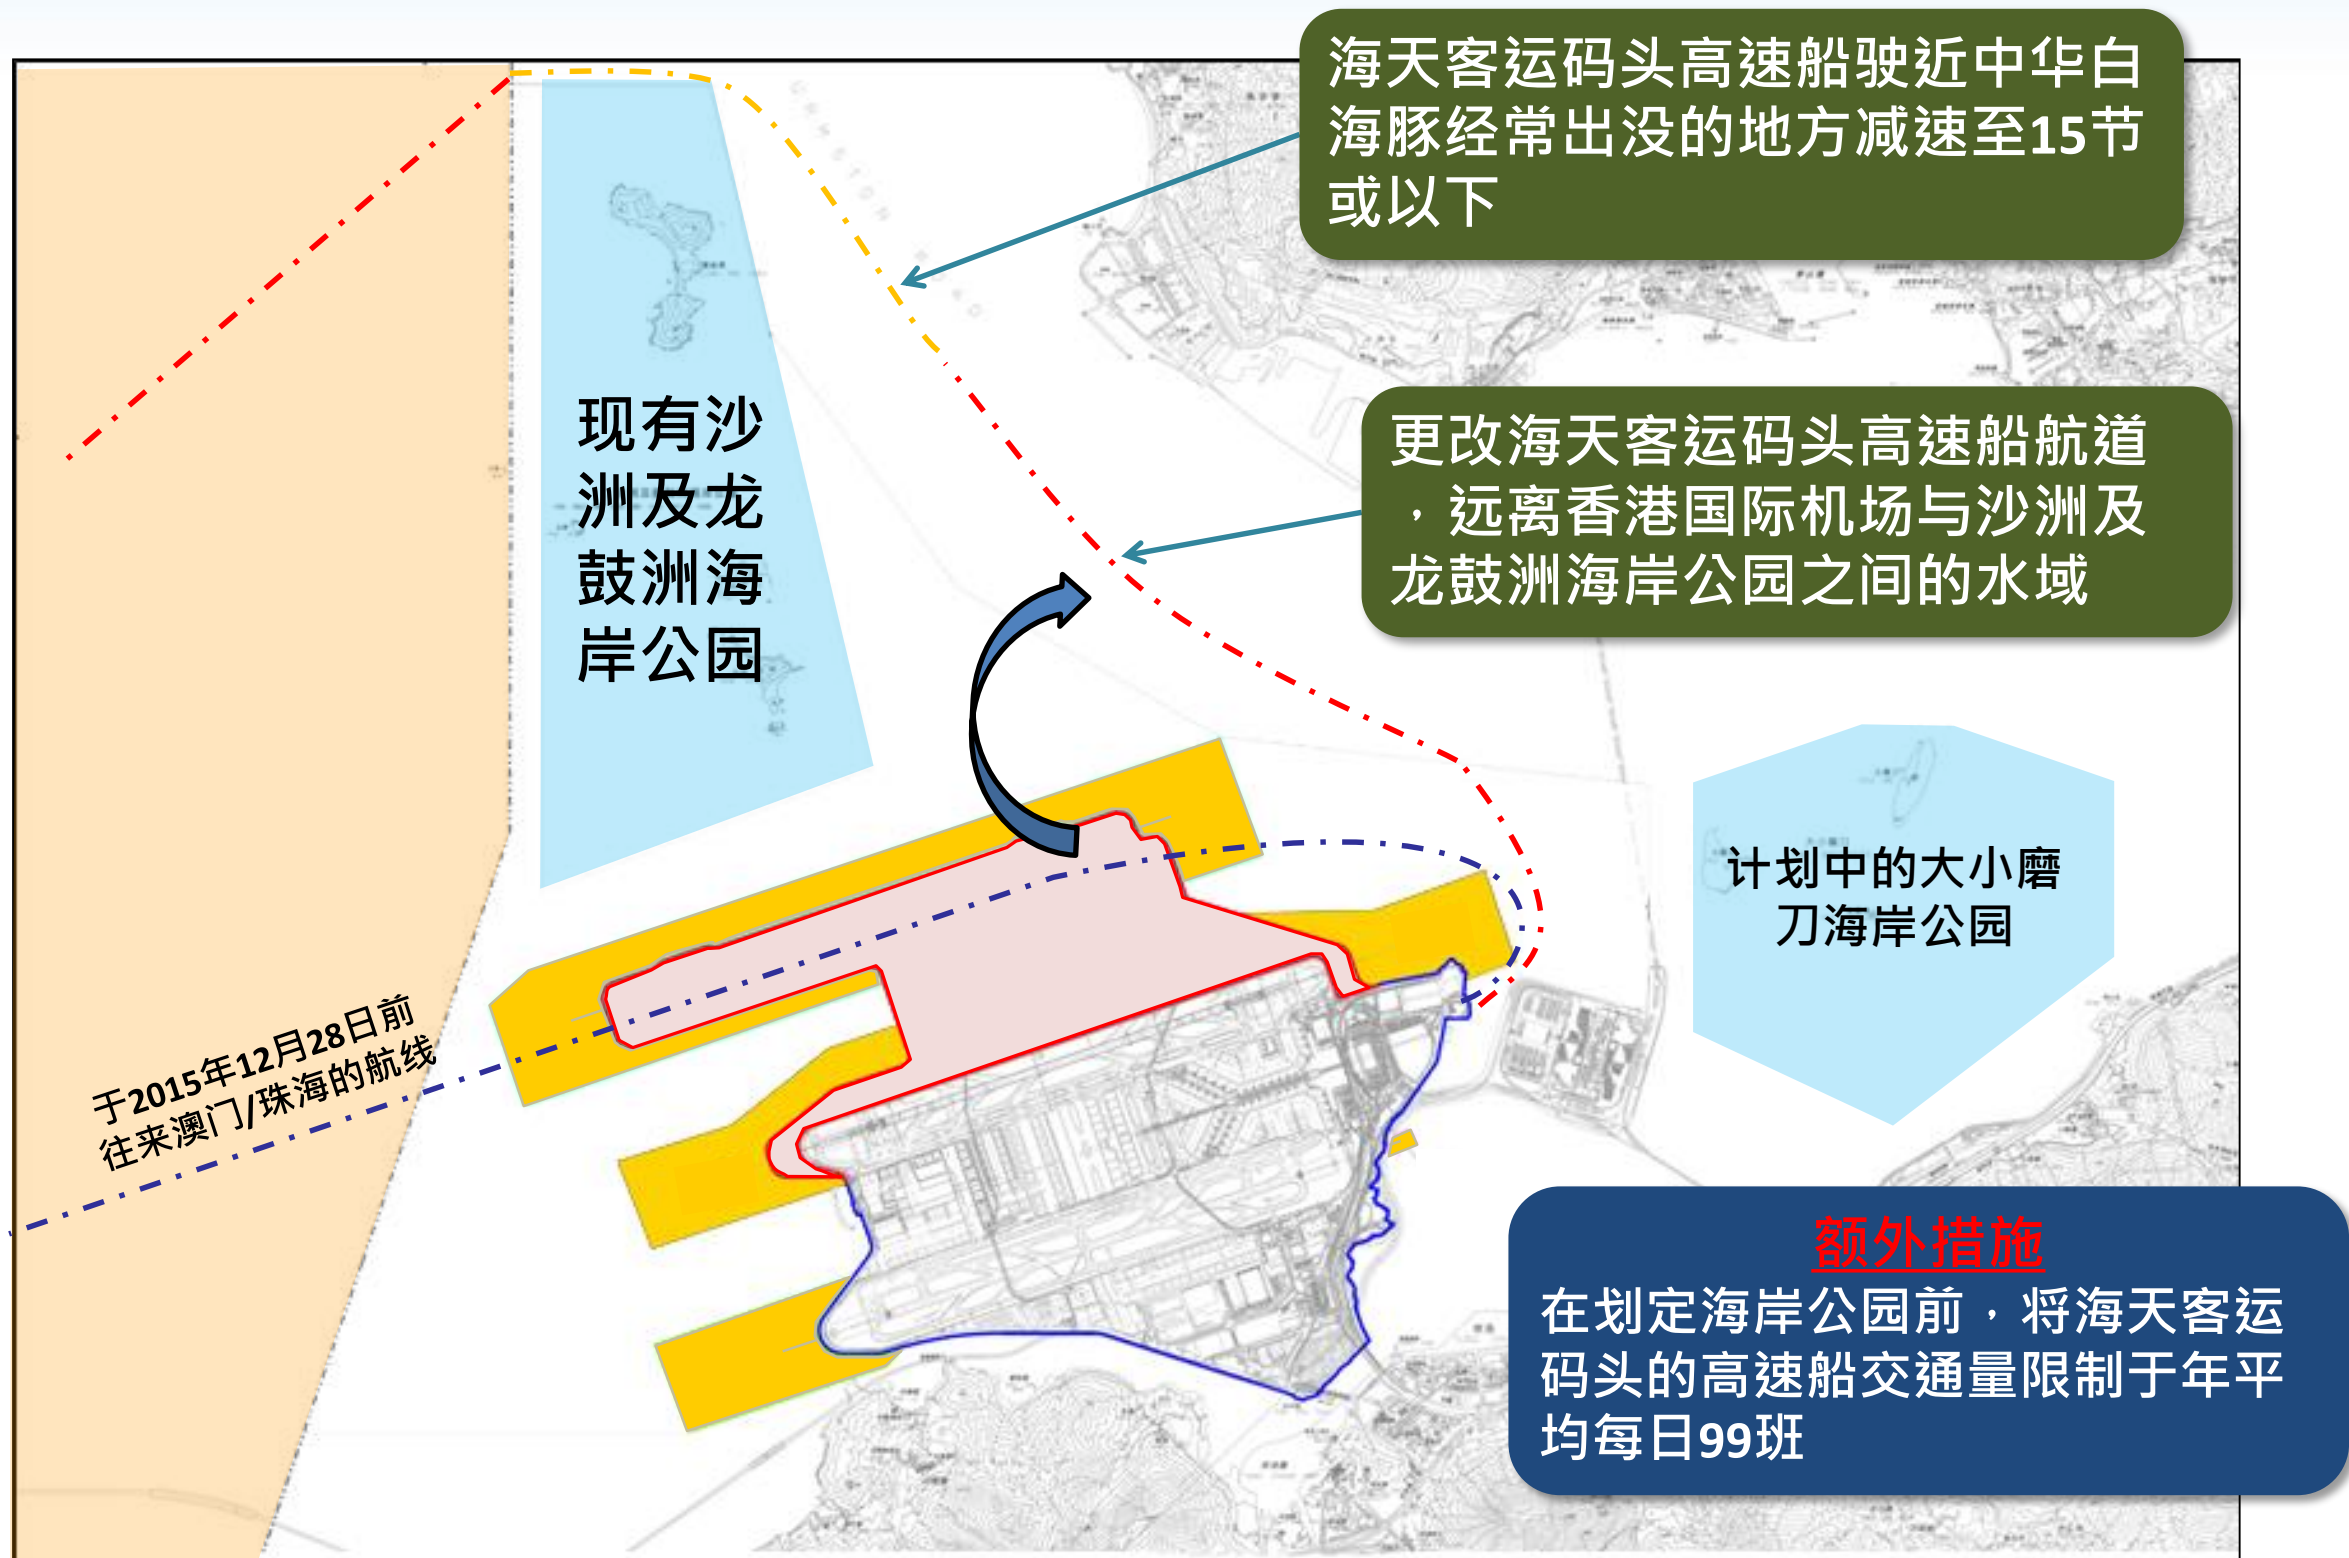 海天客运码头高速船驶近中华白
海豚经常出没的地方减速至15节
或以下
更改海天客运码头高速船航道
，远离香港国际机场与沙洲及
龙鼓洲海岸公园之间的水域
现有沙
洲及龙
鼓洲海
岸公园
计划中的大小磨
刀海岸公园
于2015年12月28日前
往来澳门/珠海的航线
额外措施
在划定海岸公园前，将海天客运
码头的高速船交通量限制于年平
均每日99班